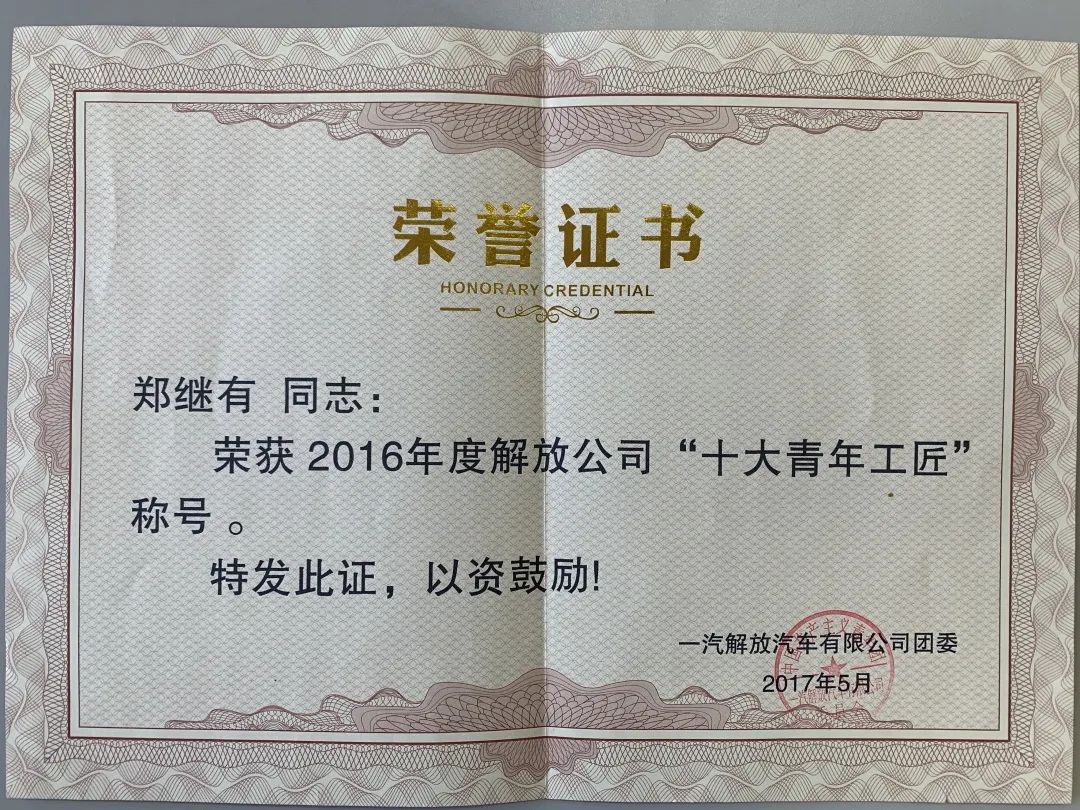 荣誉证书
HONORARY CREDENTIAL
郑继有 同志：
荣获 2016年度解放公司“十大青年工匠”
称号。
特发此证，以资鼓励!
一汽解放汽车有限公司团委
2017年5月